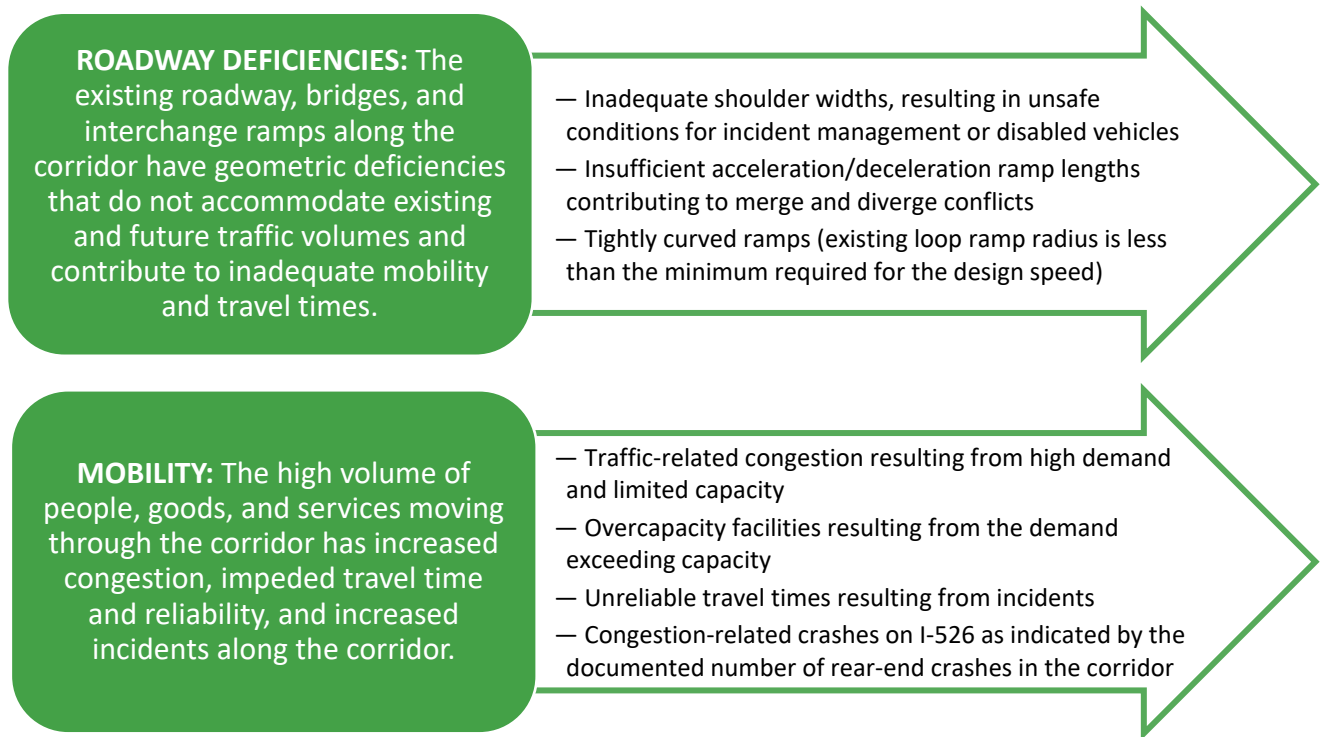 ROADWAY DEFICIENCIES: The
existing roadway, bridges, and
interchange ramps along the
corridor have geometric deficiencies
that do not accommodate existing
and future traffic volumes and
contribute to inadequate mobility
and travel times.
— Inadequate shoulder widths, resulting in unsafe
conditions for incident management or disabled vehicles
— Insufficient acceleration/deceleration ramp lengths
contributing to merge and diverge conflicts
— Tightly curved ramps (existing loop ramp radius is less
than the minimum required for the design speed)
MOBILITY: The high volume of
people, goods, and services moving
through the corridor has increased
congestion, impeded travel time
and reliability, and increased
incidents along the corridor.
— Traffic-related congestion resulting from high demand
and limited capacity
— Overcapacity facilities resulting from the demand
exceeding capacity
— Unreliable travel times resulting from incidents
— Congestion-related crashes on I-526 as indicated by the
documented number of rear-end crashes in the corridor